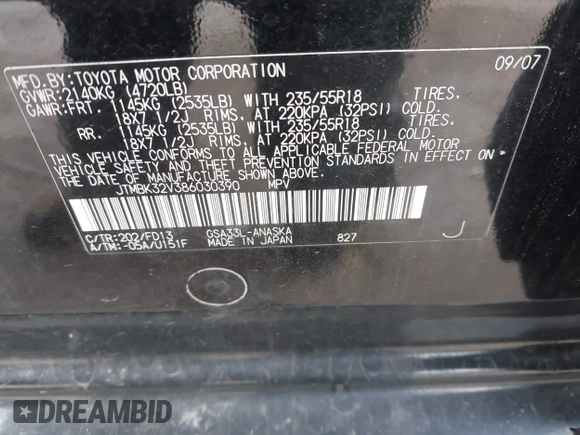 MFD.BY:TOYOTA MOTOR CORPORATION 09/07
GVWR:2140KG (4720LB)
GAWR:FRT. 1145KG (2535LB) WITH 235/55R18 TIRES,
18X7 1/2J RIMS, AT 220KPA (32PSI) COLD.
RR. 1145KG (2535LB) WITH 235/55R18 TIRES,
18X7 1/2J RIMS, AT 220KPA (32PSI) COLD.
THIS VEHICLE CONFORMS TO ALL APPLICABLE FEDERAL MOTOR
VEHICLE SAFETY AND THEFT PREVENTION STANDARDS IN EFFECT ON
THE DATE OF MANUFACTURE SHOWN ABOVE.
JTMBK32V386030390 MPV
C/TR:202/FD13 GSA33L-ANASKA
A/TM:-05A/U151F MADE IN JAPAN 827 J
DREAMBID